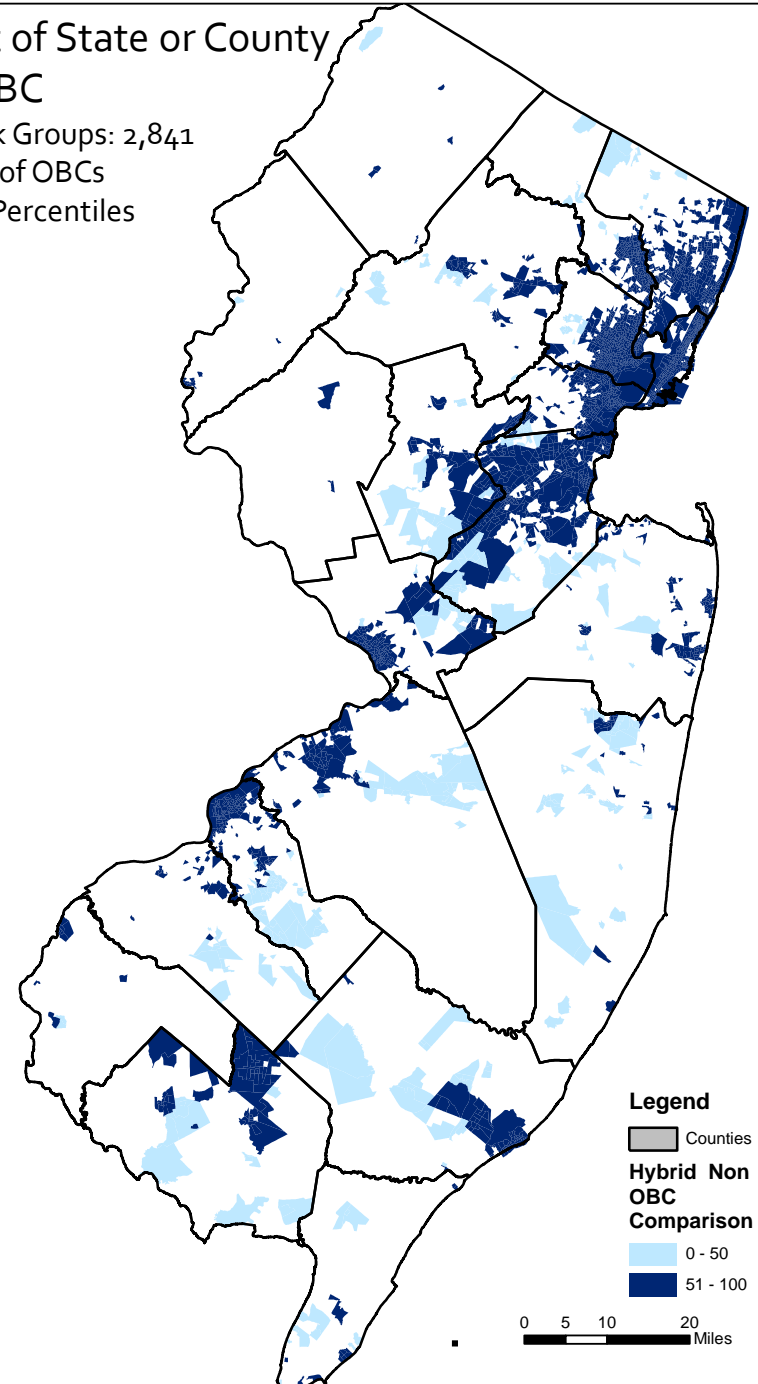 of State or County
BC
k Groups: 2,841
of OBCs
Percentiles
Legend
Counties
Hybrid Non
OBC
Comparison
0 - 50
51 - 100
0 5 10 20
Miles